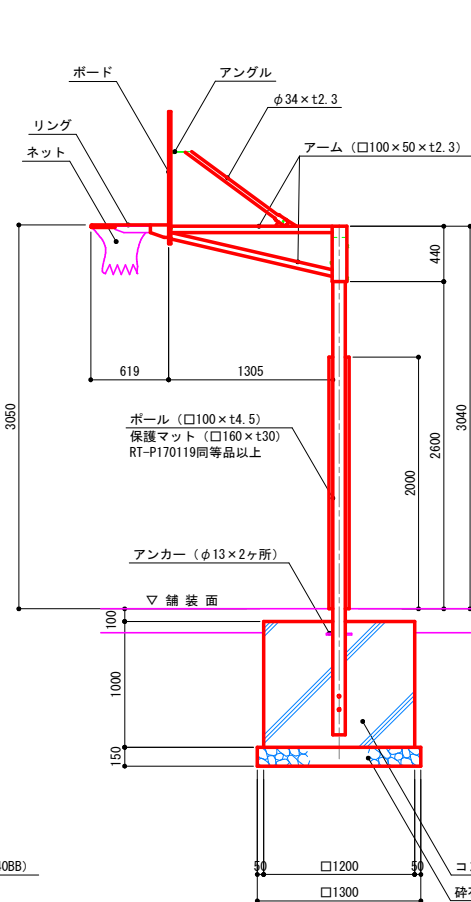 ボード
アングル
φ34×t2.3
リング
アーム (□100×50×t2.3)
ネット
440
619
1305
3050
3040
2600
2000
ポール (□100×t4.5)
保護マット (□160×t30)
RT-P170119同等品以上
アンカー (φ13×2ヶ所)
▽ 舗 装 面
100
1000
150
50
□1200
50
□1300
40BB)
コ
砕